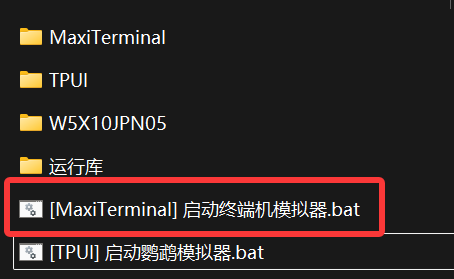 MaxiTerminal
TPUI
W5X10JPN05
运行库
[MaxiTerminal] 启动终端机模拟器.bat
[TPUI] 启动鹦鹉模拟器.bat